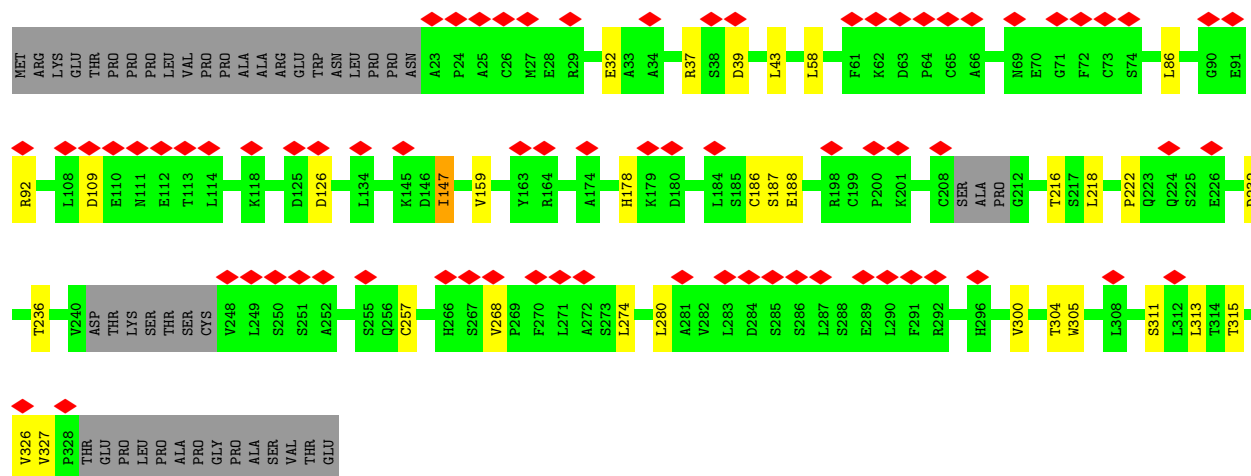 MET ARG LYS GLU THR PRO PRO PRO LEU VAL PRO PRO ALA ALA ARG GLU TRP ASN LEU PRO PRO ASN A23 P24 A25 C26 M27 E28 R29 E32 A33 A34 R37 S38 D39 L43 L58 F61 K62 D63 P64 C65 A66 N69 E70 G71 F72 C73 S74 L86 G90 E91
R92 L108 D109 E110 N111 E112 T113 L114 K118 D125 D126 L134 K145 D146 I147 V159 Y163 R164 A174 H178 K179 D180 L184 S185 C186 S187 E188 R198 C199 P200 K201 C208 SER ALA PRO G212 T216 S217 L218 P222 Q223 Q224 S225 E226
T236 V240 ASP THR LYS SER THR SER CYS V248 L249 S250 S251 A252 S255 Q256 C257 H266 S267 V268 P269 F270 L271 A272 S273 L274 L280 A281 V282 L283 D284 S285 S286 L287 S288 E289 L290 F291 R292 H296 V300 T304 W305 L308 S311 L312 L313 T314 T315
V326 V327 P328 THR GLU PRO LEU PRO ALA PRO GLY PRO ALA SER VAL THR GLU